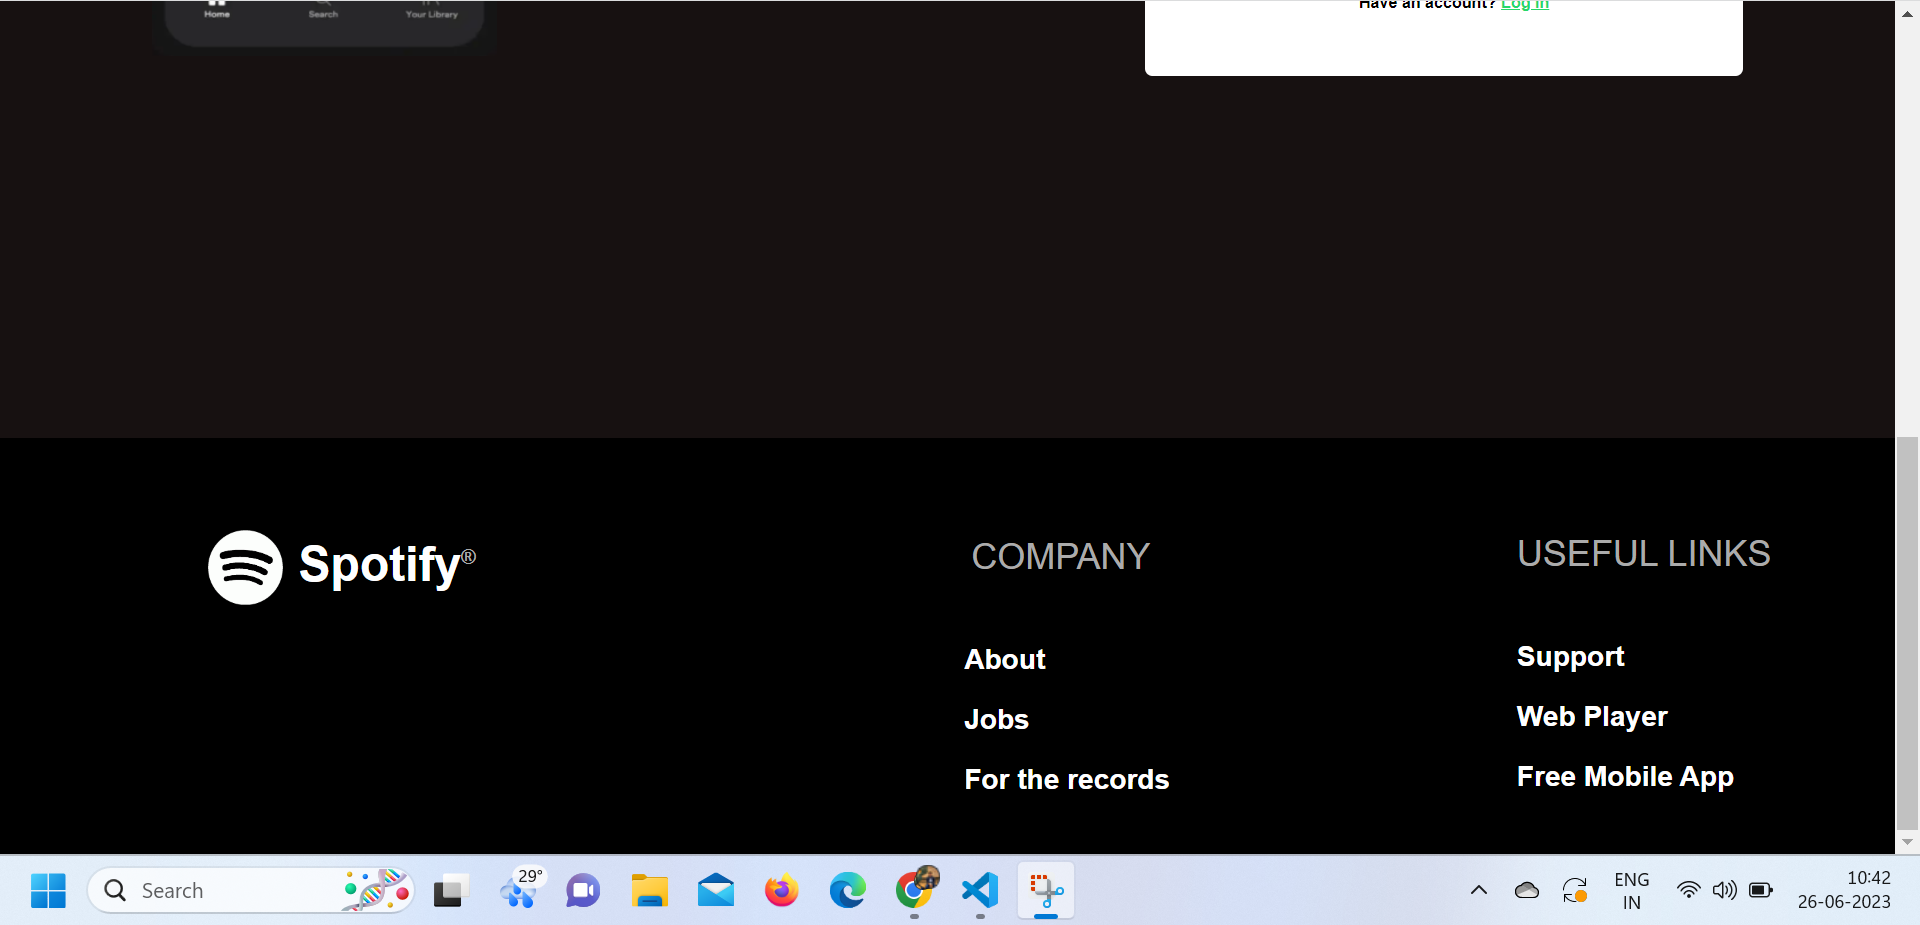 Home
Search
Your Library
Have an account? Log in
Spotify®
COMPANY
About
Jobs
For the records
USEFUL LINKS
Support
Web Player
Free Mobile App
Search
29°
ENG
IN
10:42
26-06-2023